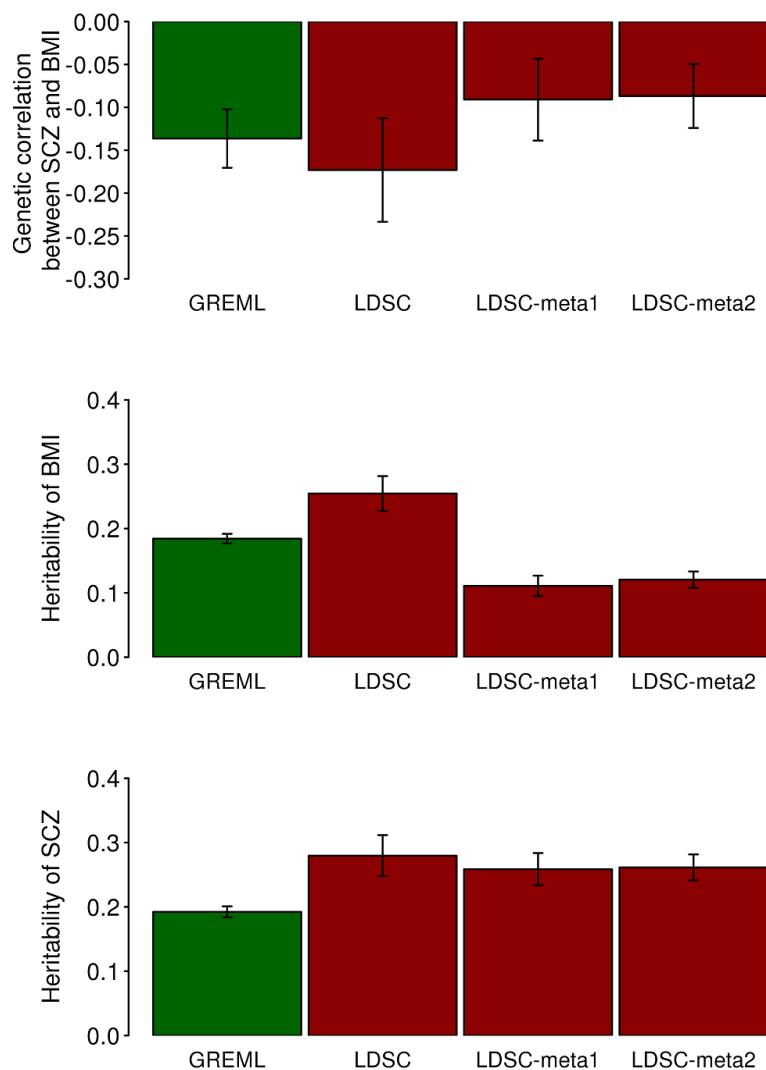 Genetic correlation
between SCZ and BMI
0.00
-0.05
-0.10
-0.15
-0.20
-0.25
-0.30
GREML LDSC LDSC-meta1 LDSC-meta2
Heritability of BMI
0.4
0.3
0.2
0.1
0.0
GREML LDSC LDSC-meta1 LDSC-meta2
Heritability of SCZ
0.4
0.3
0.2
0.1
0.0
GREML LDSC LDSC-meta1 LDSC-meta2